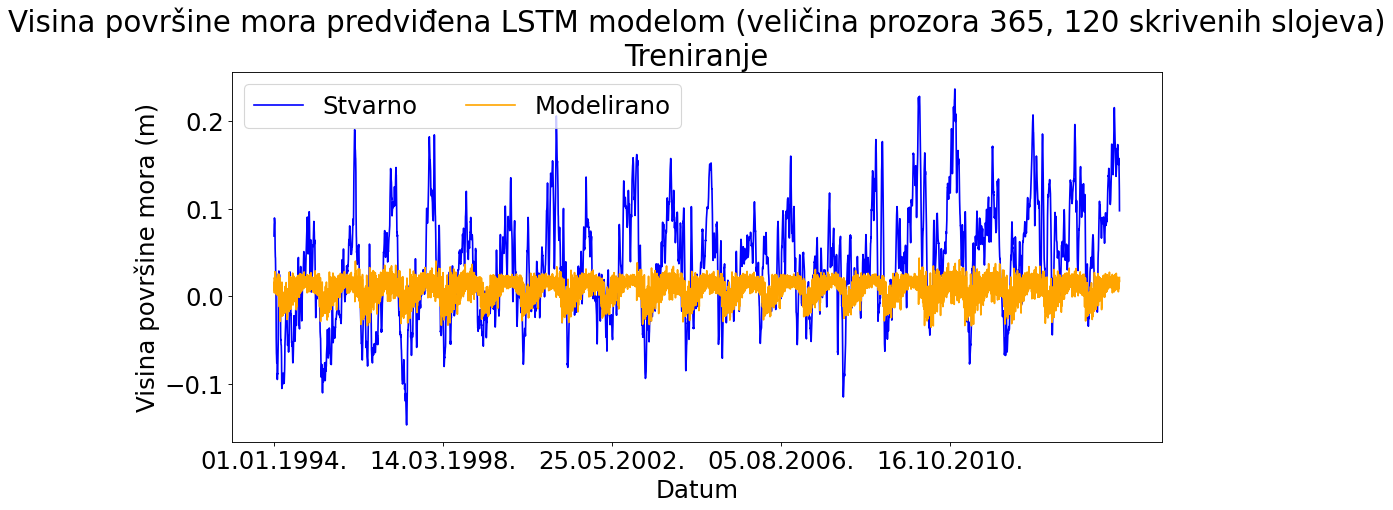 Visina površine mora predviđena LSTM modelom (veličina prozora 365, 120 skrivenih slojeva)
Treniranje
Stvarno Modelirano
Visina površine mora (m)
0.2
0.1
0.0
−0.1
01.01.1994. 14.03.1998. 25.05.2002. 05.08.2006. 16.10.2010.
Datum